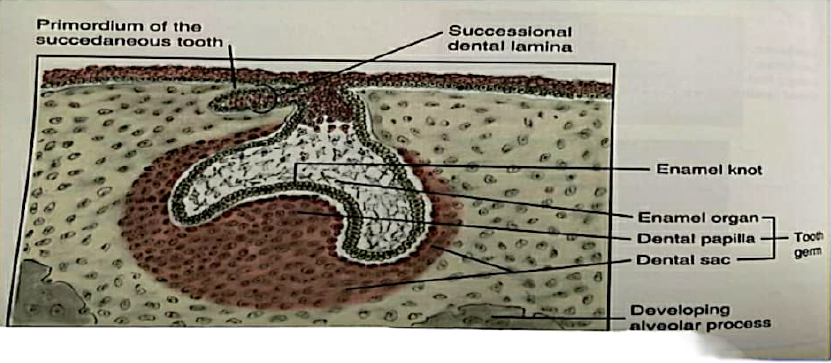 Primordium of the
succedaneous tooth
Successional
dental lamina
Enamel knot
Enamel organ
Dental papilla
Dental sac
Tooth
germ
Developing
alveolar process